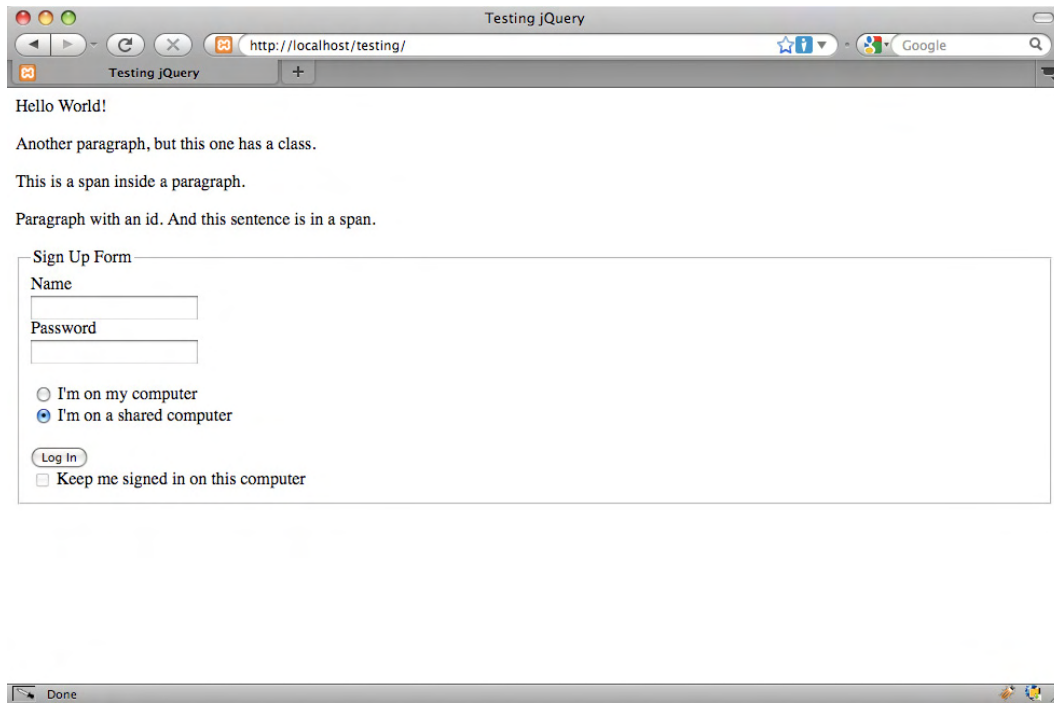 Testing jQuery
http://localhost/testing/
Google
Testing jQuery
+
Hello World!
Another paragraph, but this one has a class.
This is a span inside a paragraph.
Paragraph with an id. And this sentence is in a span.
Sign Up Form
Name
Password
I'm on my computer
I'm on a shared computer
Log In
Keep me signed in on this computer
Done